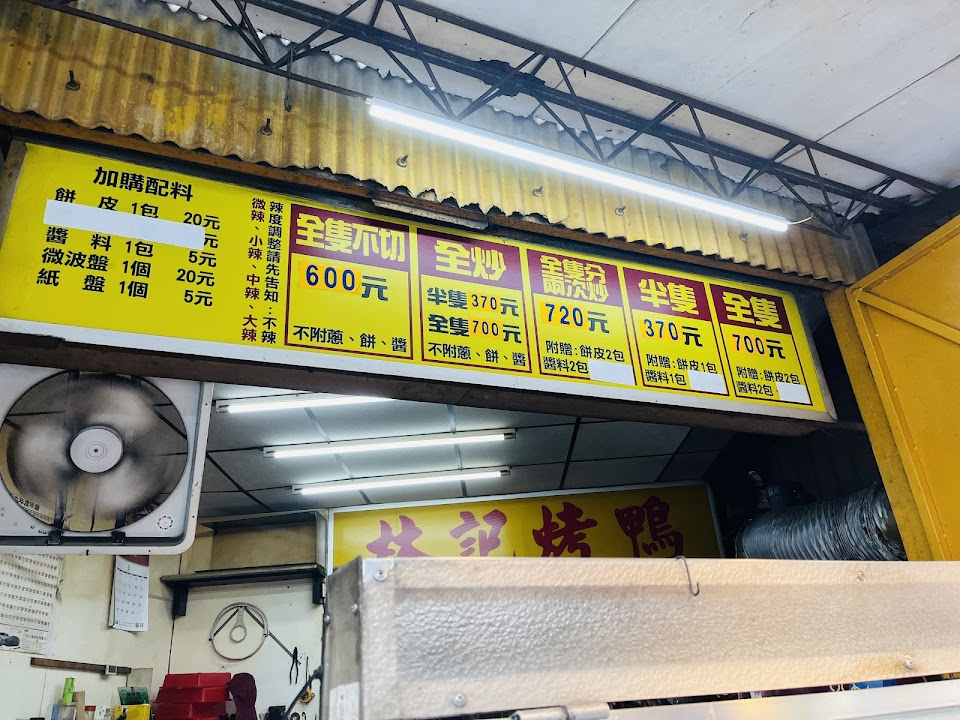 加購配料
餅皮 1包 20元
元
醬料 1包 5元
微波盤 1個 20元
紙盤 1個 5元
辣度調整請先告知：不辣
微辣、小辣、中辣、大辣
全隻不切
600元
不附蔥、餅、醬
全炒
半隻370元
全隻700元
不附蔥、餅、醬
全隻分
兩次炒
720元
附贈：餅皮2包
醬料2包
半隻
370元
附贈：餅皮1包
醬料1包
全隻
700元
附贈：餅皮2包
醬料2包
林記烤鴨